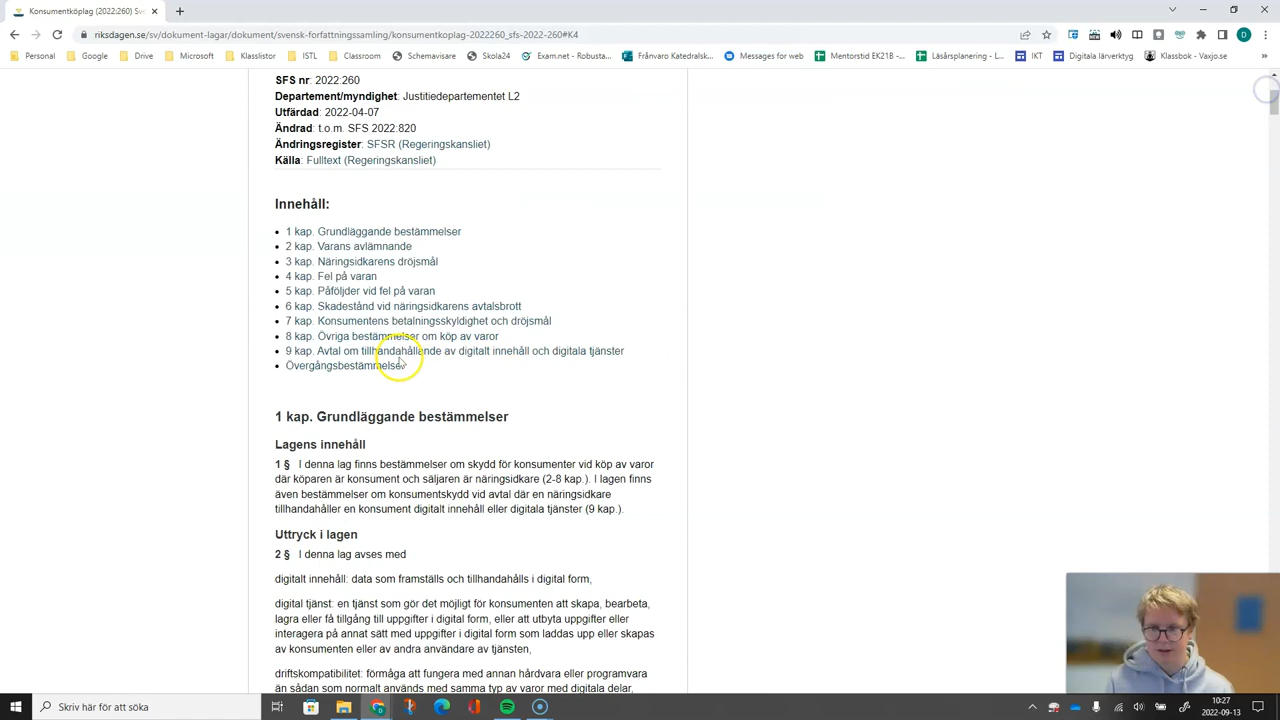 Konsumentköplag (2022:260) Sve
riksdagen.se/sv/dokument-lagar/dokument/svensk-forfattningssamling/konsumentkoplag-2022260_sfs-2022-260#K4
D
Personal Google Drive Microsoft Klasslistor ISTL Classroom Schemavisare Skola24 Exam.net - Robusta... Frånvaro Katedralsk... Messages for web Mentorstid EK21B -... Läsårsplanering - L... IKT Digitala lärverktyg Klassbok - Vaxjo.se
SFS nr: 2022:260
Departement/myndighet: Justitiedepartementet L2
Utfärdad: 2022-04-07
Ändrad: t.o.m. SFS 2022:820
Ändringsregister: SFSR (Regeringskansliet)
Källa: Fulltext (Regeringskansliet)
Innehåll:
1 kap. Grundläggande bestämmelser
2 kap. Varans avlämnande
3 kap. Näringsidkarens dröjsmål
4 kap. Fel på varan
5 kap. Påföljder vid fel på varan
6 kap. Skadestånd vid näringsidkarens avtalsbrott
7 kap. Konsumentens betalningsskyldighet och dröjsmål
8 kap. Övriga bestämmelser om köp av varor
9 kap. Avtal om tillhandahållande av digitalt innehåll och digitala tjänster
Övergångsbestämmelser
1 kap. Grundläggande bestämmelser
Lagens innehåll
1 § I denna lag finns bestämmelser om skydd för konsumenter vid köp av varor
där köparen är konsument och säljaren är näringsidkare (2-8 kap.). I lagen finns
även bestämmelser om konsumentskydd vid avtal där en näringsidkare
tillhandahåller en konsument digitalt innehåll eller digitala tjänster (9 kap.).
Uttryck i lagen
2 § I denna lag avses med
digitalt innehåll: data som framställs och tillhandahålls i digital form,
digital tjänst: en tjänst som gör det möjligt för konsumenten att skapa, bearbeta,
lagra eller få tillgång till uppgifter i digital form, eller att utbyta uppgifter eller
interagera på annat sätt med uppgifter i digital form som laddas upp eller skapas
av konsumenten eller av andra användare av tjänsten,
driftskompatibilitet: förmåga att fungera med annan hårdvara eller programvara
än sådan som normalt används med samma typ av varor med digitala delar,
Skriv här för att söka
10:27
2022-09-13